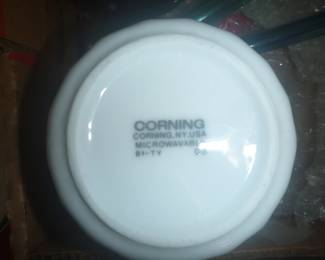 CORNING
CORNING, NY. USA
MICROWAVABLE
81-TY